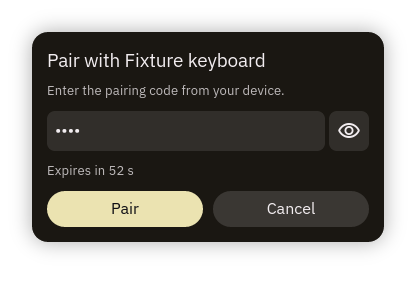 Pair with Fixture keyboard
Enter the pairing code from your device.
••••
Expires in 52 s
Pair
Cancel